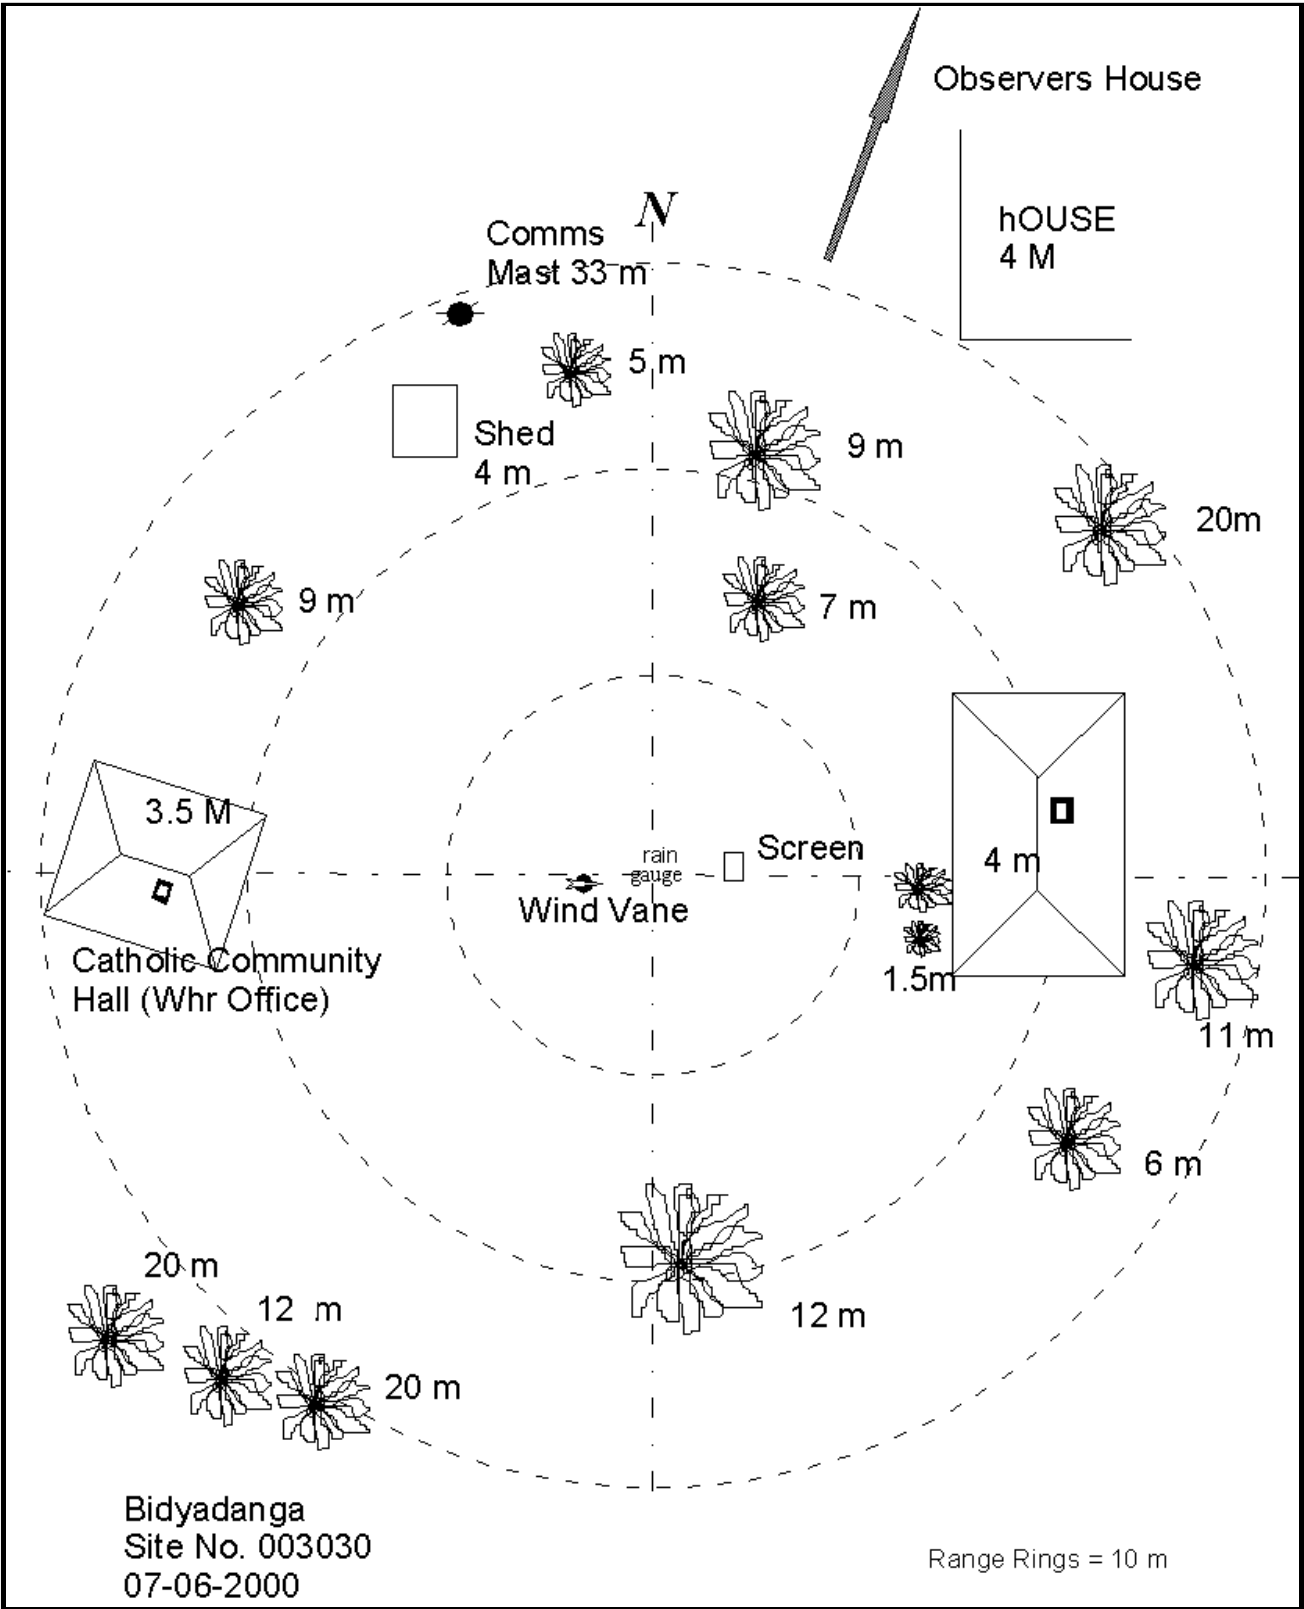 Observers House
hOUSE
4 M
N
Comms
Mast 33 m
5 m
9 m
Shed
4 m
20m
9 m
7 m
3.5 M
rain
gauge
Screen
4 m
Wind Vane
Catholic Community
Hall (Whr Office)
1.5m
11 m
6 m
20 m
12 m
12 m
20 m
Bidyadanga
Site No. 003030
07-06-2000
Range Rings = 10 m